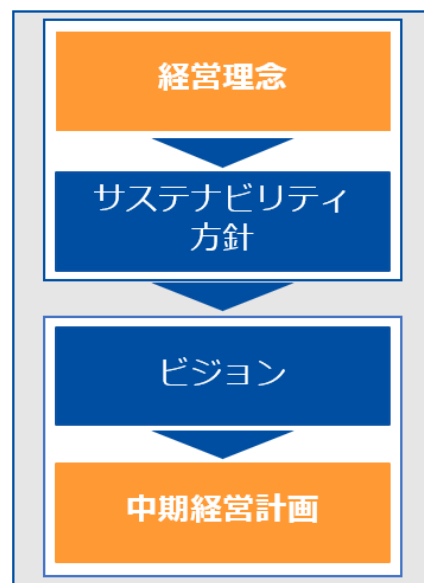 経営理念
サステナビリティ
方針
ビジョン
中期経営計画